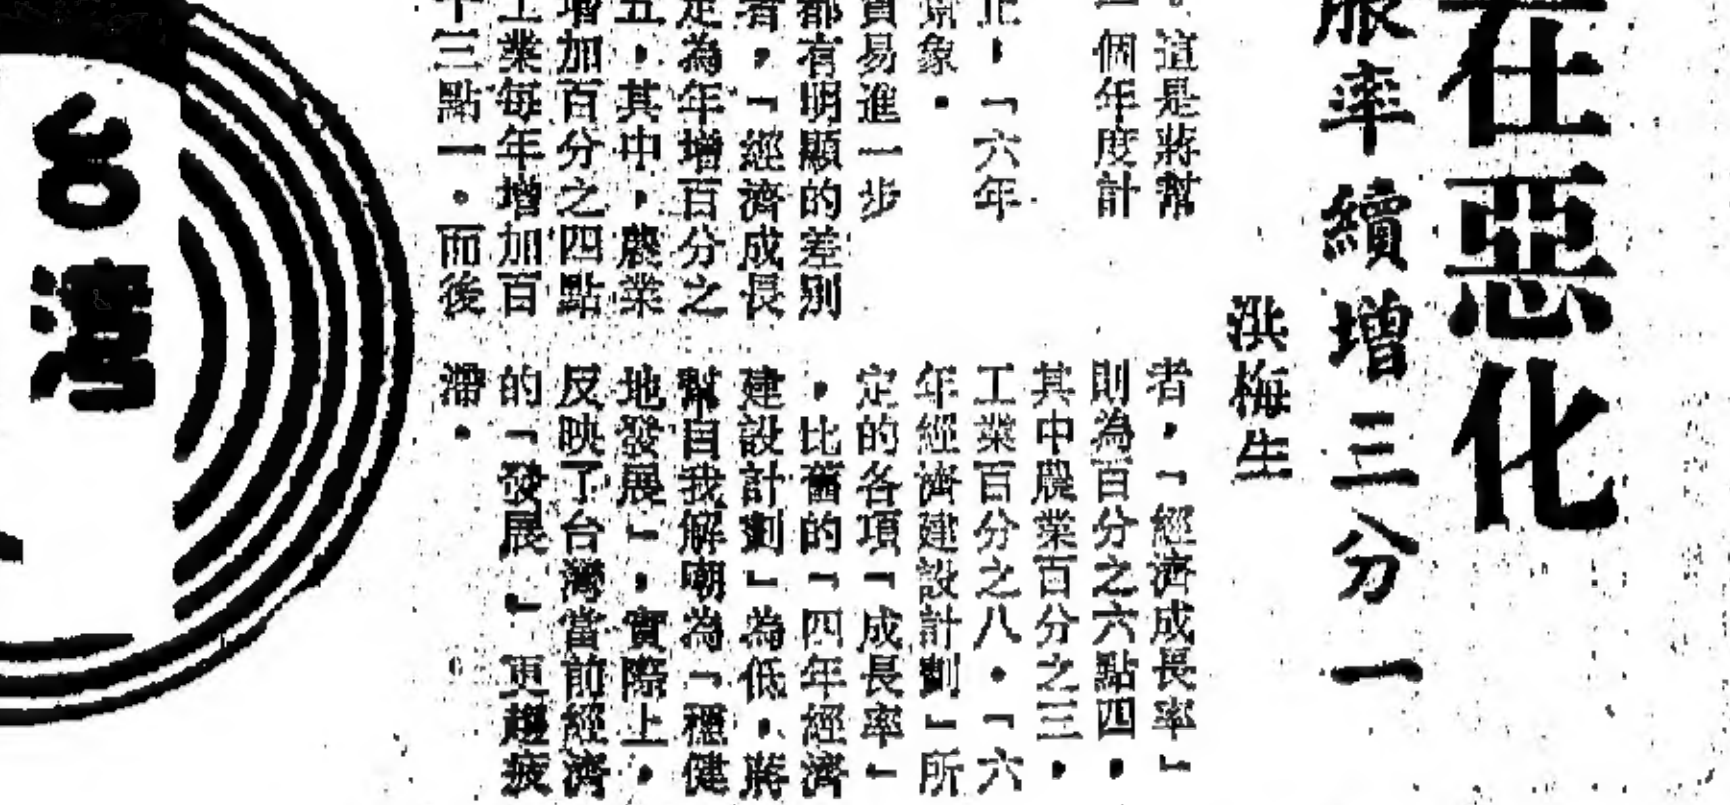 在惡化
脹率續增三分一
洪梅生
。這是將幫
一個年度計
止，「六年
象．
貿易進一步
都有明顯的差別
者，「經濟成長
定為年增百分之
五，其中，農業
增加百分之四點
工業每年增加百
十三點一。而後
者，「經濟成長率」
則為百分之六點四，
其中農業百分之三，
工業百分之八。「六
年經濟建設計劃」所
定的各項「成長率」
，比舊的「四年經濟
建設計劃」為低，蔣
幫自我解嘲為「穩健
地發展」，實際上，
反映了台灣當前經濟
的「發展」更趨疲
滯．
台湾